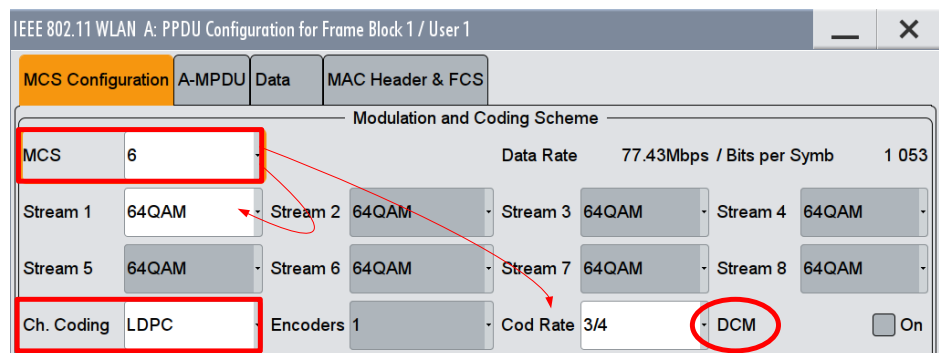 IEEE 802.11 WLAN A: PPDU Configuration for Frame Block 1 / User 1
MCS Configuration A-MPDU Data MAC Header & FCS
Modulation and Coding Scheme
MCS 6 Data Rate 77.43Mbps / Bits per Symb 1 053
Stream 1 64QAM Stream 2 64QAM Stream 3 64QAM Stream 4 64QAM
Stream 5 64QAM Stream 6 64QAM Stream 7 64QAM Stream 8 64QAM
Ch. Coding LDPC Encoders 1 Cod Rate 3/4 DCM On